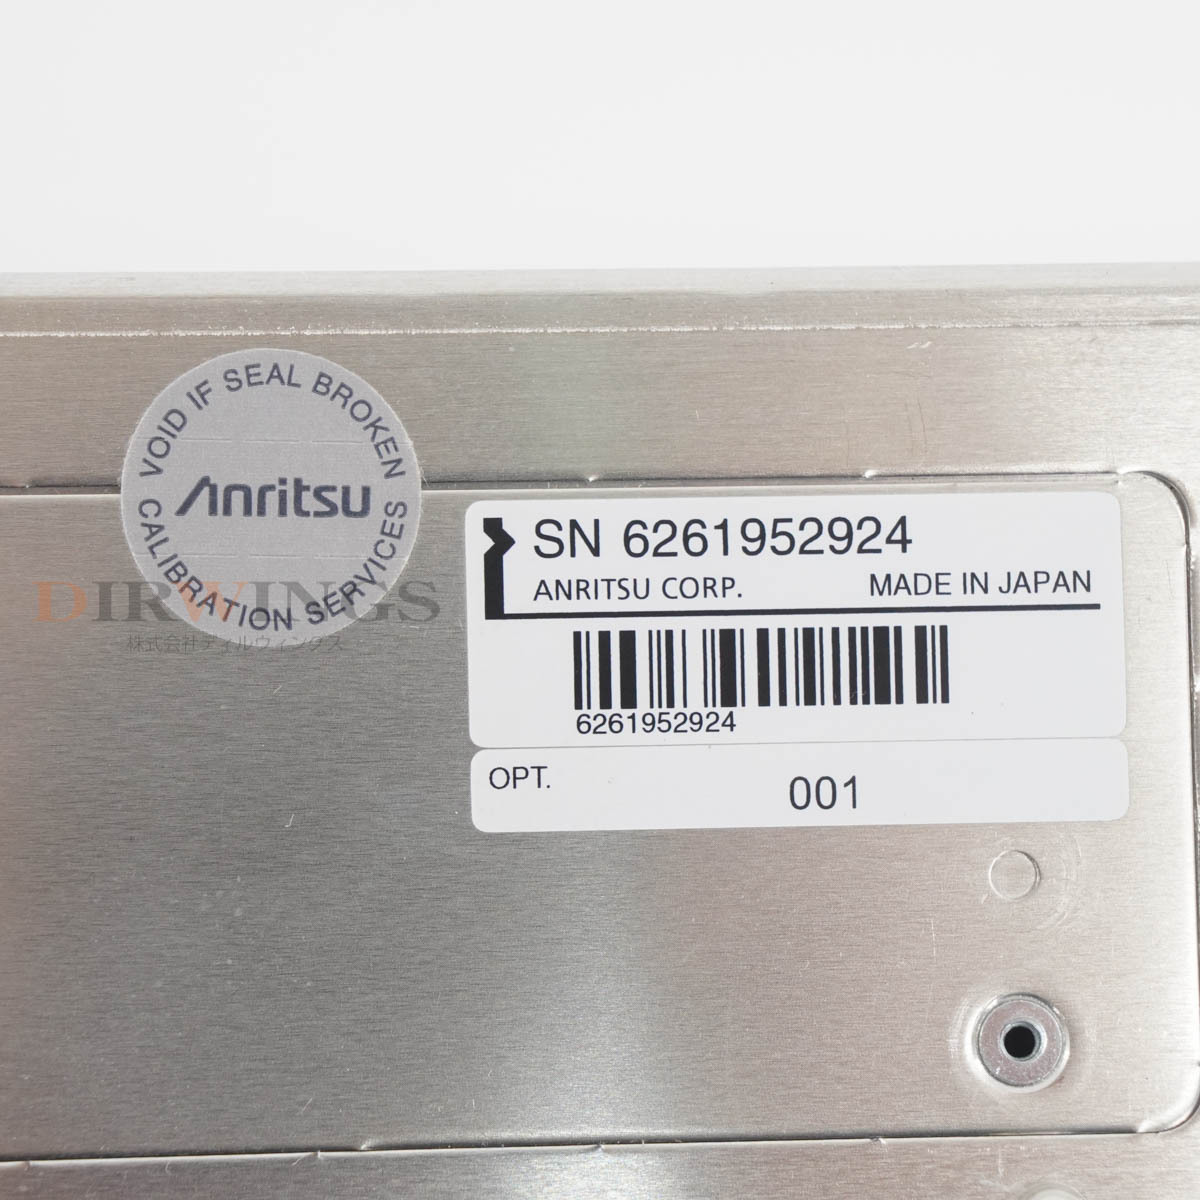 VOID IF SEAL BROKEN
Anritsu
CALIBRATION SERVICES
DIRWINGS
株式会社ディルウィングス
SN 6261952924
ANRITSU CORP. MADE IN JAPAN
6261952924
OPT. 001